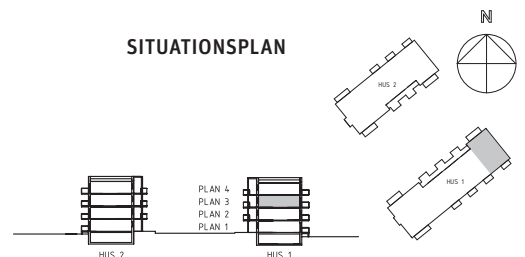 N
SITUATIONSPLAN
HUS 2
HUS 1
PLAN 4
PLAN 3
PLAN 2
PLAN 1
HUS 2
HUS 1